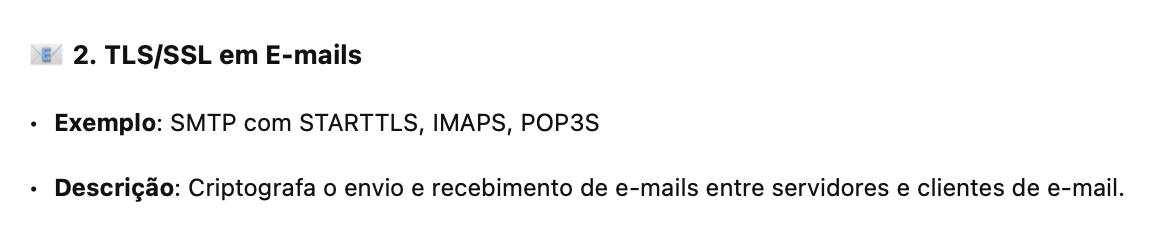 📧 2. TLS/SSL em E-mails
• Exemplo: SMTP com STARTTLS, IMAPS, POP3S
• Descrição: Criptografa o envio e recebimento de e-mails entre servidores e clientes de e-mail.